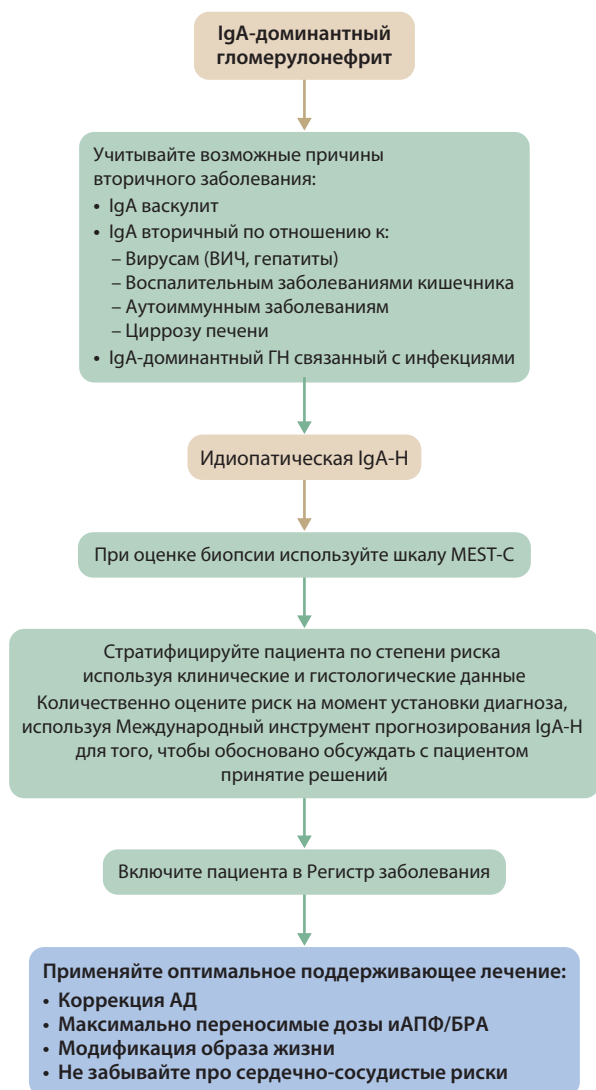 IgA-доминантный
гломерулонефрит
Учитывайте возможные причины
вторичного заболевания:
• IgA васкулит
• IgA вторичный по отношению к:
– Вирусам (ВИЧ, гепатиты)
– Воспалительным заболеваниями кишечника
– Аутоиммунным заболеваниям
– Циррозу печени
• IgA-доминантный ГН связанный с инфекциями
Идиопатическая IgA-Н
При оценке биопсии используйте шкалу MEST-C
Стратифицируйте пациента по степени риска
используя клинические и гистологические данные
Количественно оцените риск на момент установки диагноза,
используя Международный инструмент прогнозирования IgA-Н
для того, чтобы обосновано обсуждать с пациентом
принятие решений
Включите пациента в Регистр заболевания
Применяйте оптимальное поддерживающее лечение:
• Коррекция АД
• Максимально переносимые дозы иАПФ/БРА
• Модификация образа жизни
• Не забывайте про сердечно-сосудистые риски